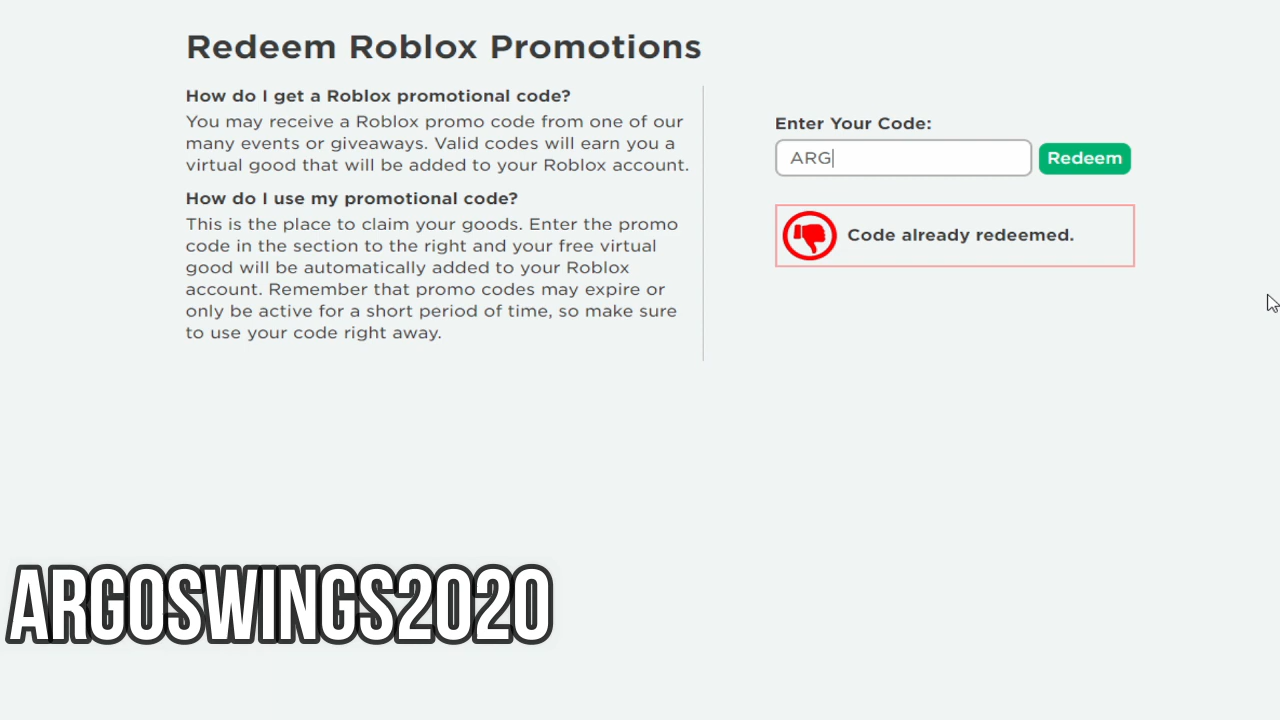 Redeem Roblox Promotions
How do I get a Roblox promotional code?
You may receive a Roblox promo code from one of our
many events or giveaways. Valid codes will earn you a
virtual good that will be added to your Roblox account.
How do I use my promotional code?
This is the place to claim your goods. Enter the promo
code in the section to the right and your free virtual
good will be automatically added to your Roblox
account. Remember that promo codes may expire or
only be active for a short period of time, so make sure
to use your code right away.
Enter Your Code:
ARG
Redeem
Code already redeemed.
ARGOSWINGS2020